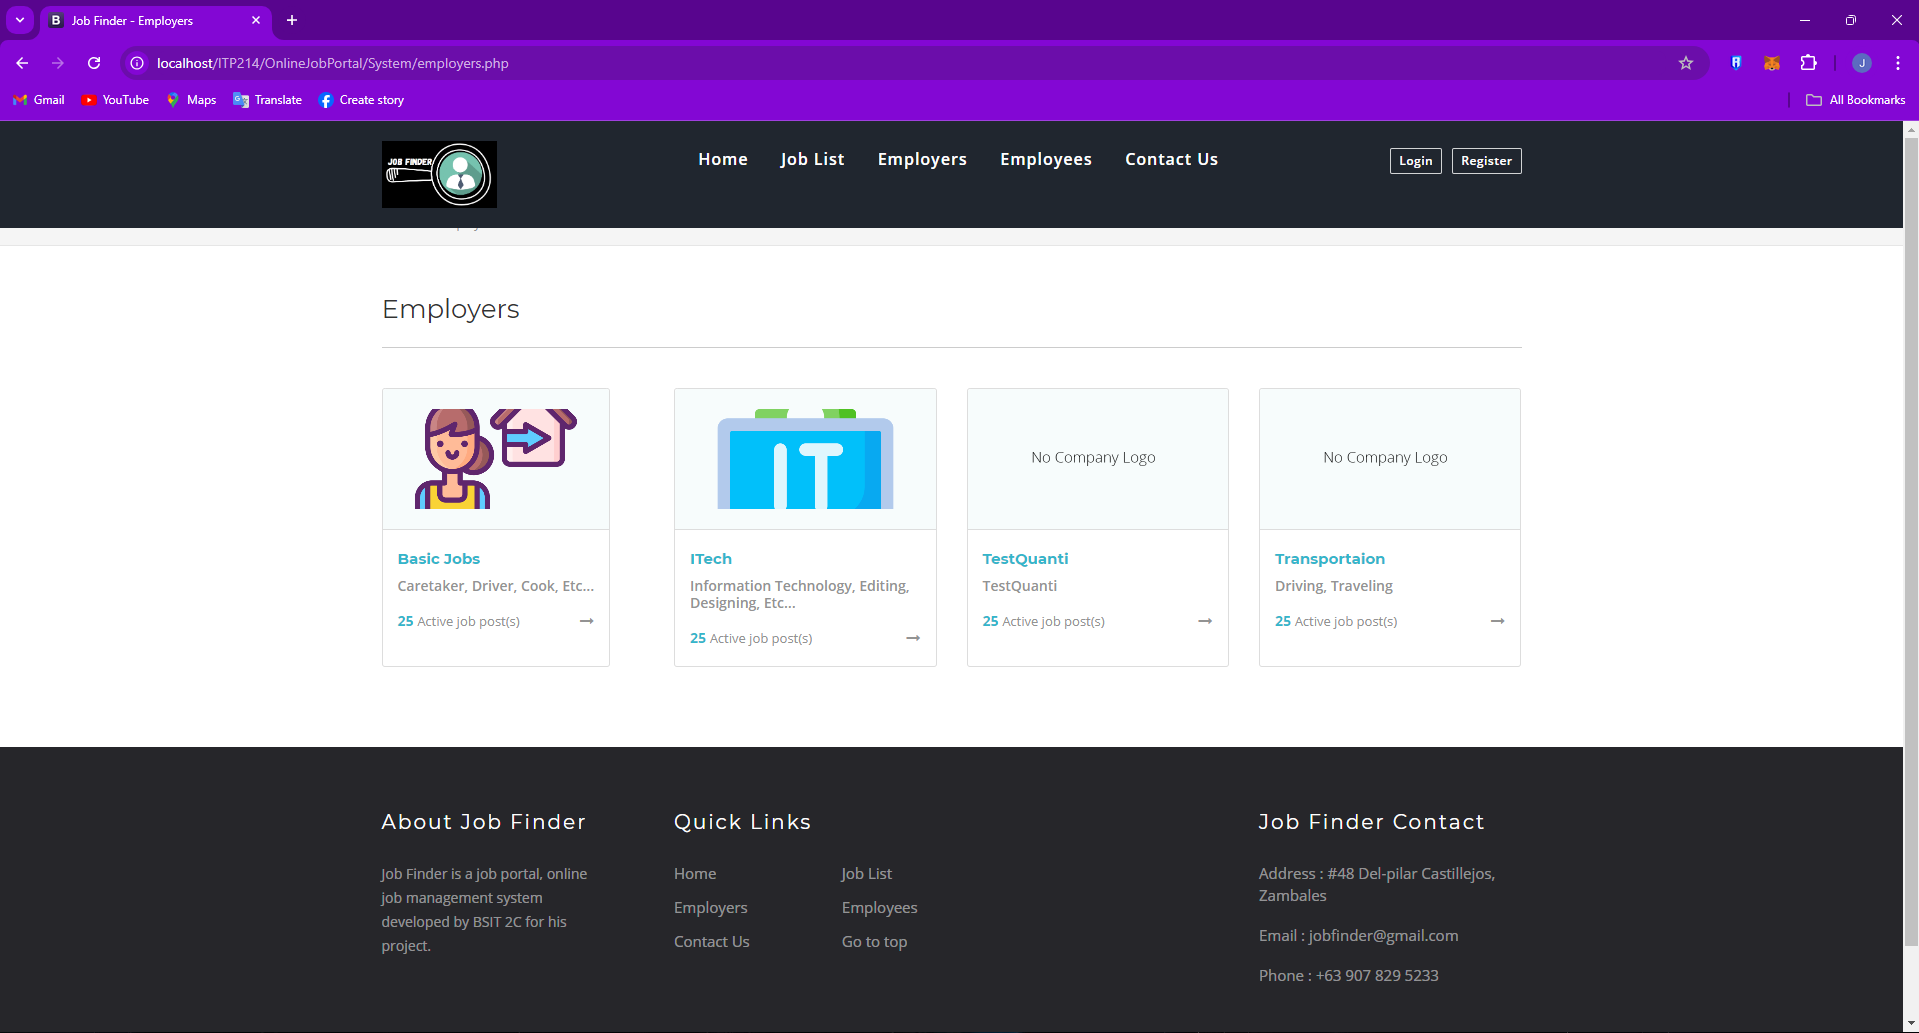 Job Finder - Employers
localhost/ITP214/OnlineJobPortal/System/employers.php
J
Gmail
YouTube
Maps
Translate
Create story
All Bookmarks
JOB FINDER
Home
Job List
Employers
Employees
Contact Us
Login
Register
Employers
IT
No Company Logo
No Company Logo
Basic Jobs
Caretaker, Driver, Cook, Etc...
25 Active job post(s)
ITech
Information Technology, Editing,
Designing, Etc...
25 Active job post(s)
TestQuanti
TestQuanti
25 Active job post(s)
Transportaion
Driving, Traveling
25 Active job post(s)
About Job Finder
Job Finder is a job portal, online
job management system
developed by BSIT 2C for his
project.
Quick Links
Home
Job List
Employers
Employees
Contact Us
Go to top
Job Finder Contact
Address : #48 Del-pilar Castillejos,
Zambales
Email : jobfinder@gmail.com
Phone : +63 907 829 5233